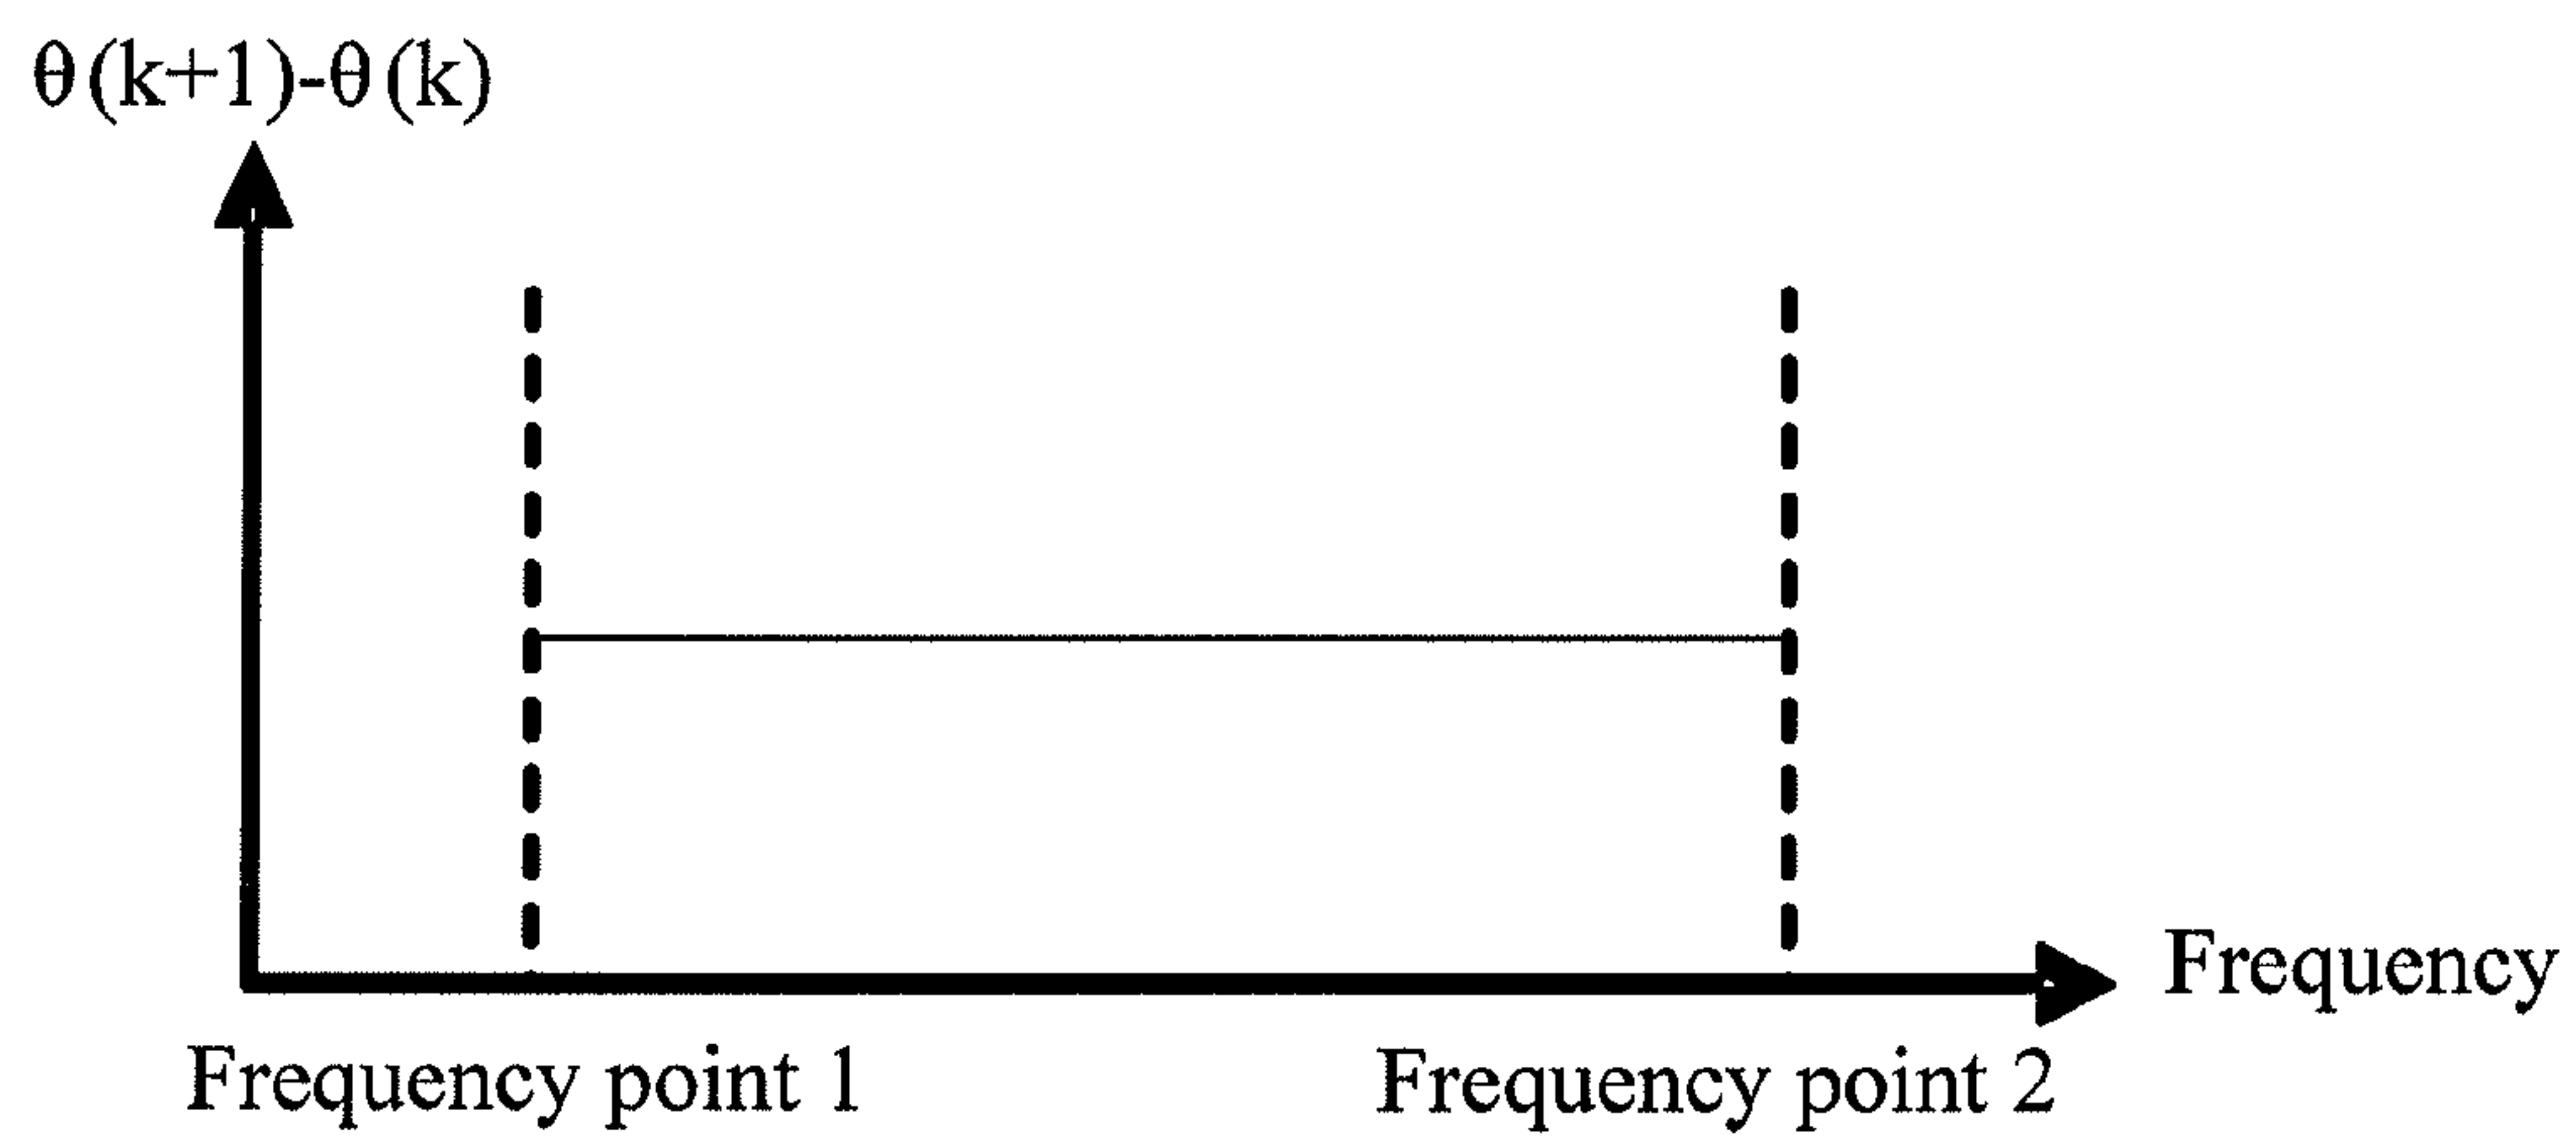 θ(k+1)-θ(k)
Frequency
Frequency point 1
Frequency point 2